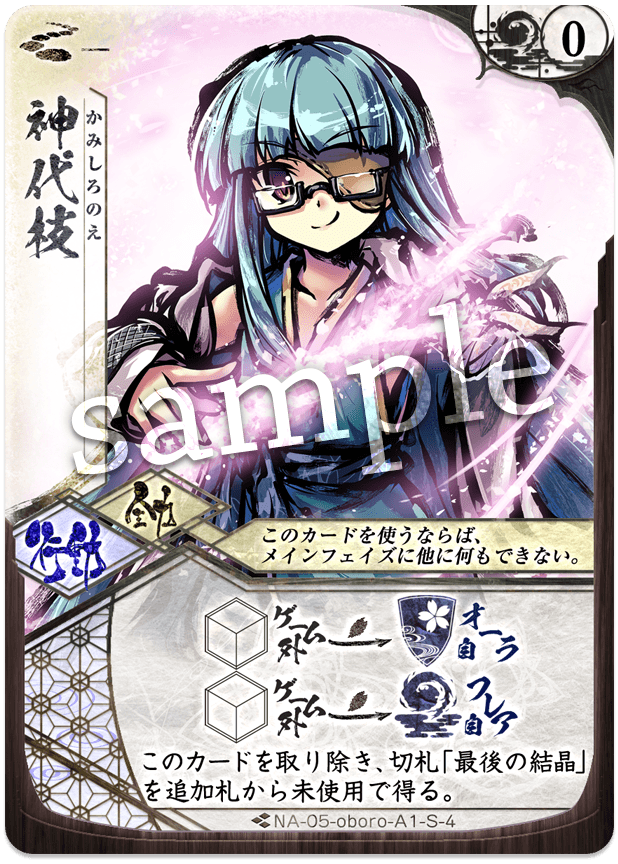 0
神代枝
かみしろのえ
sample
全力
行動
このカードを使うならば、
メインフェイズに他に何もできない。
ゲーム外 オーラ 自
ゲーム外 フレア 自
このカードを取り除き、切札「最後の結晶」
を追加札から未使用で得る。
NA-05-oboro-A1-S-4